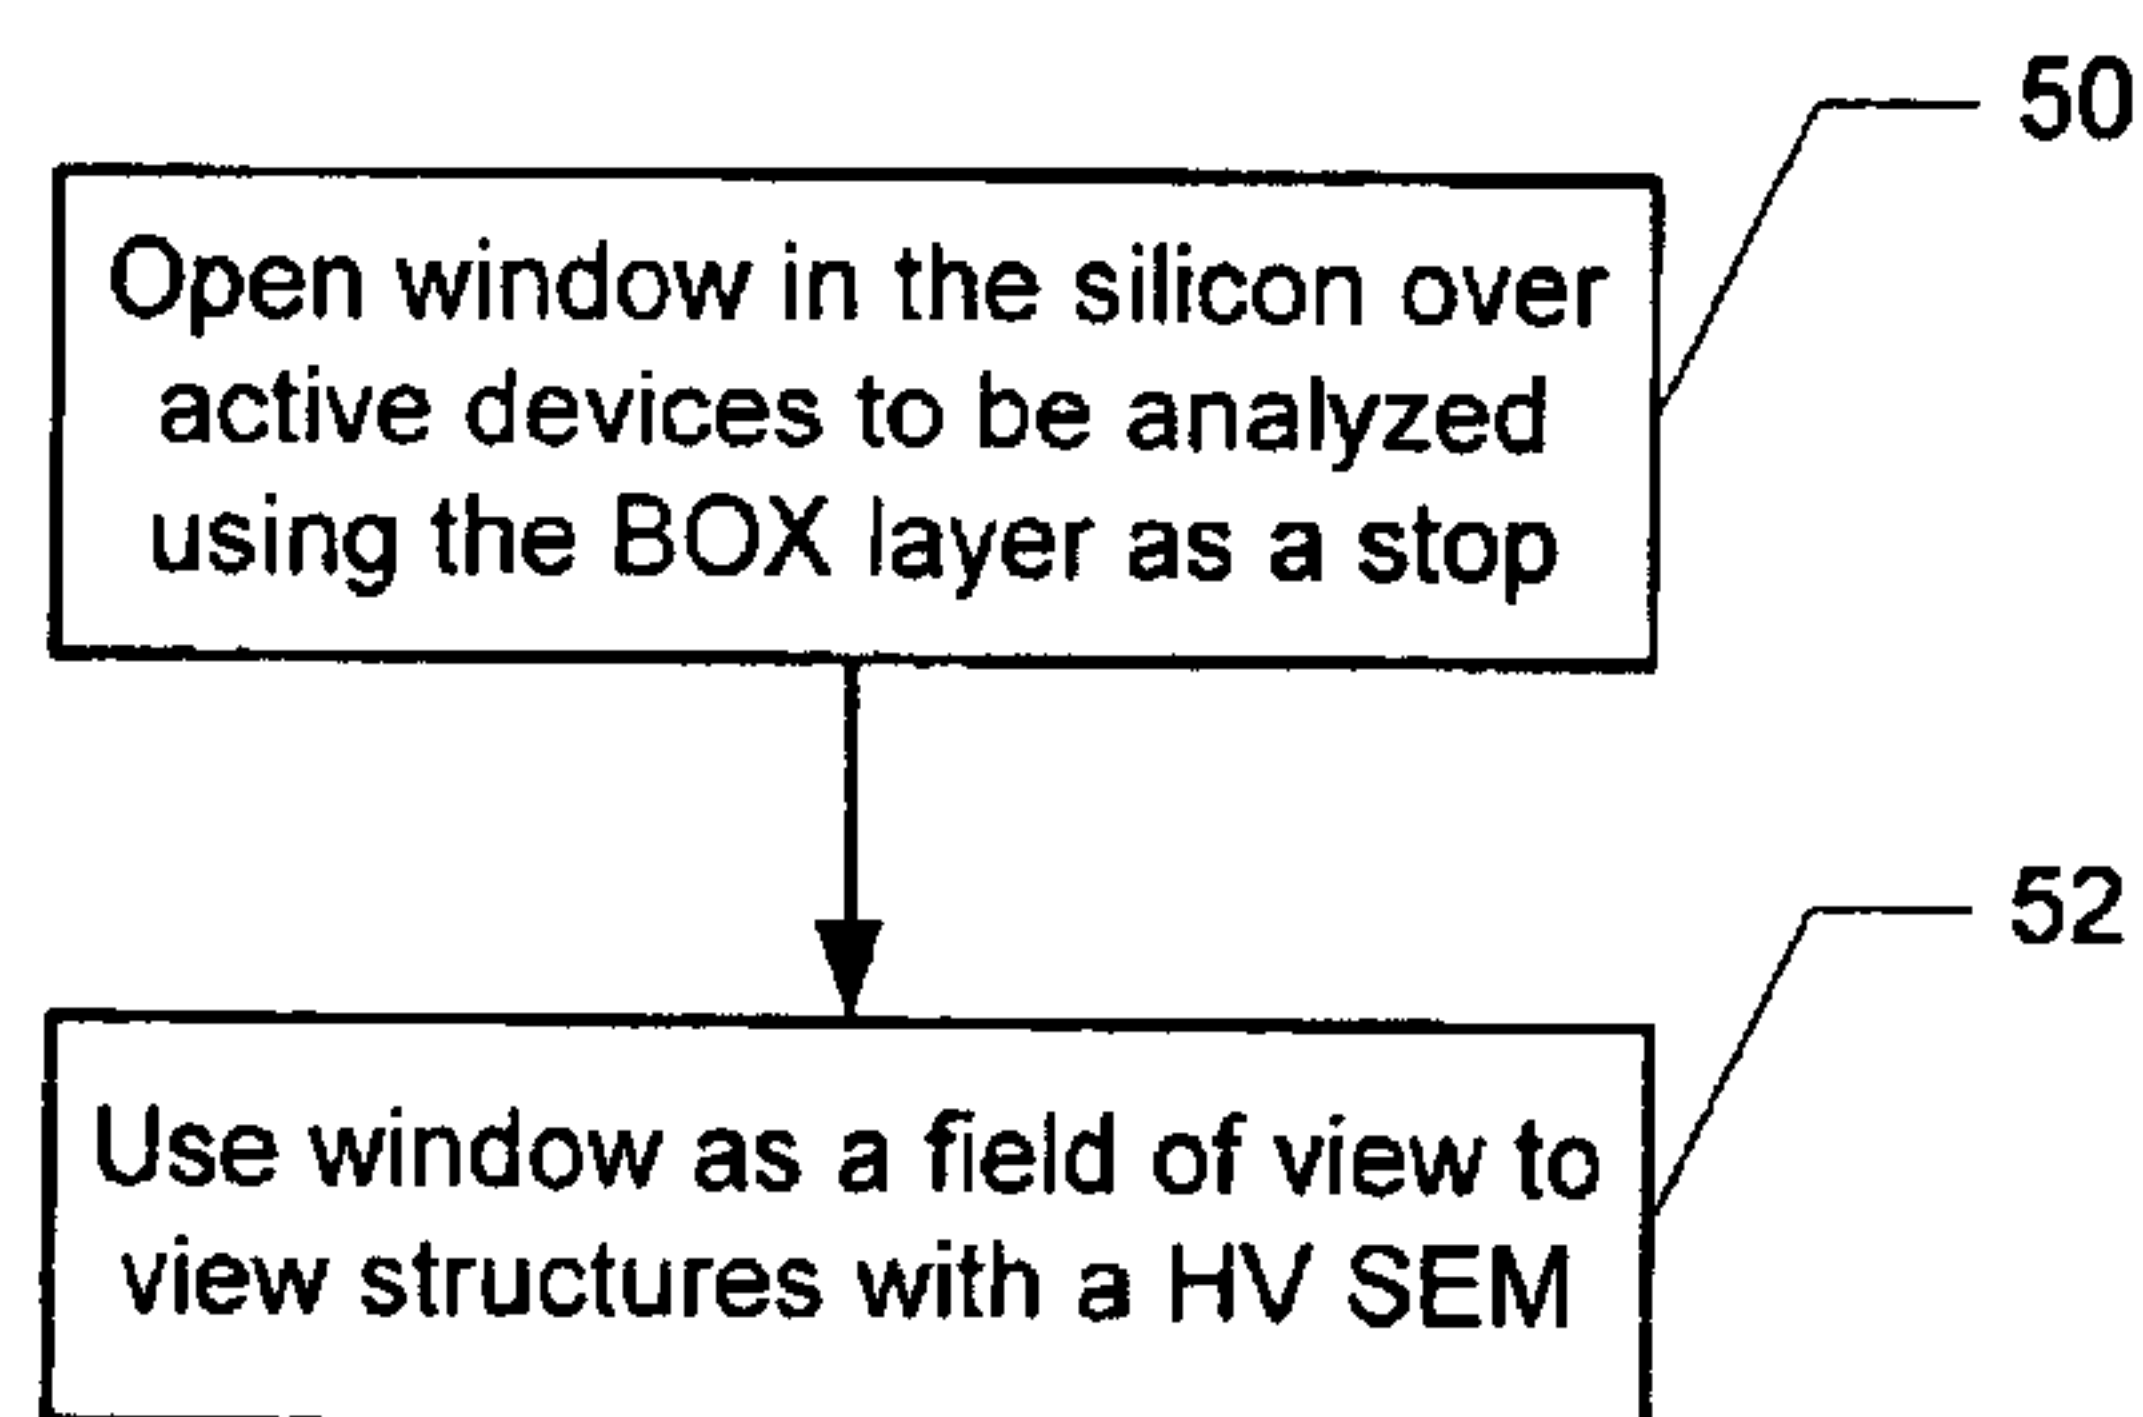 50
Open window in the silicon over
active devices to be analyzed
using the BOX layer as a stop
52
Use window as a field of view to
view structures with a HV SEM